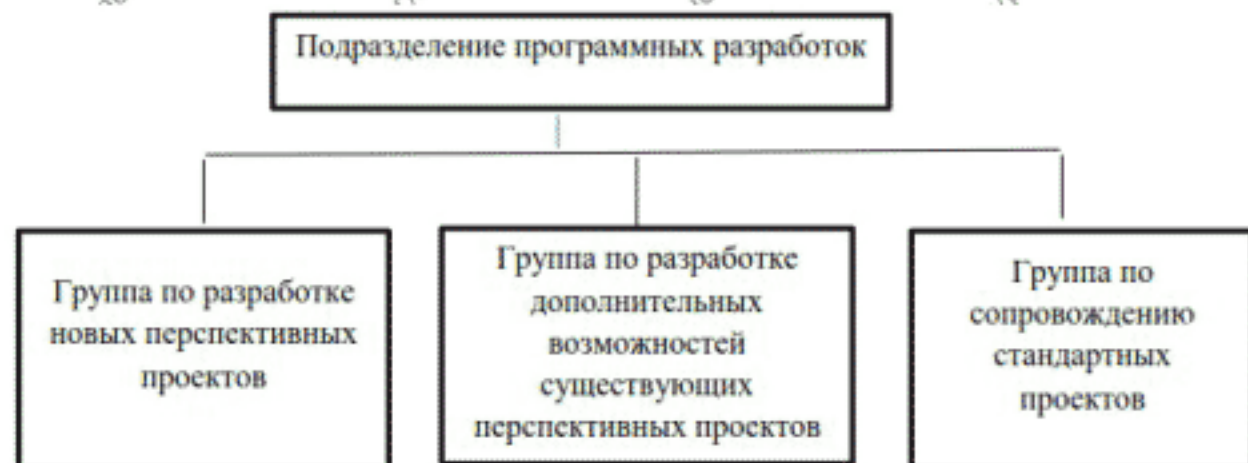 Подразделение программных разработок
Группа по разработке
новых перспективных
проектов
Группа по разработке
дополнительных
возможностей
существующих
перспективных проектов
Группа по
сопровождению
стандартных
проектов